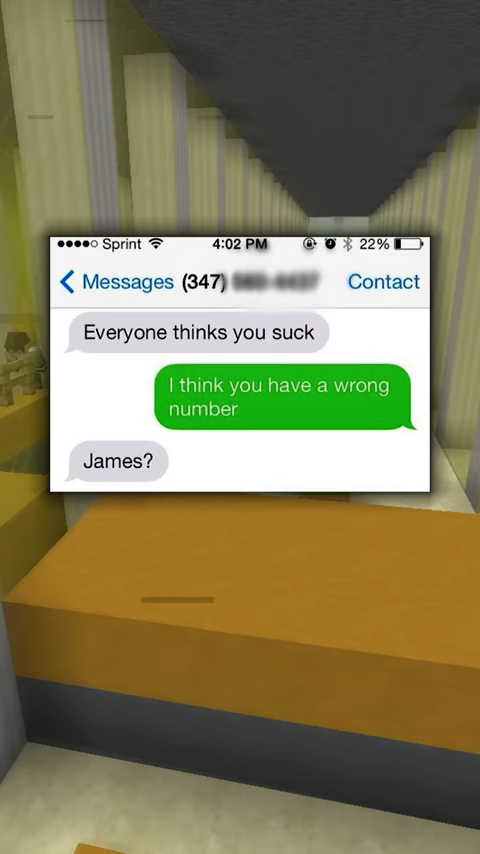 Sprint 4:02 PM 22%
Messages (347) Contact
Everyone thinks you suck
I think you have a wrong
number
James?